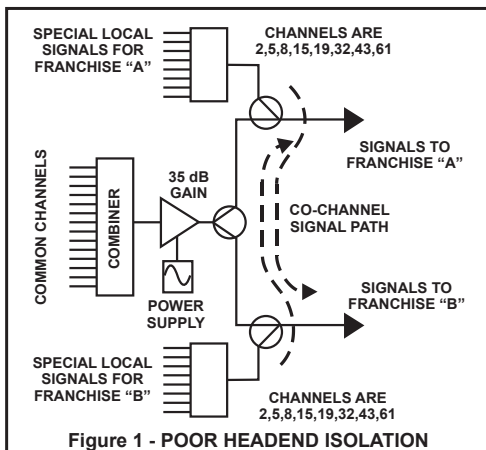 SPECIAL LOCAL
SIGNALS FOR
FRANCHISE “A”
CHANNELS ARE
2,5,8,15,19,32,43,61
SIGNALS TO
FRANCHISE “A”
COMMON CHANNELS
COMBINER
35 dB
GAIN
POWER
SUPPLY
CO-CHANNEL
SIGNAL PATH
SIGNALS TO
FRANCHISE “B”
SPECIAL LOCAL
SIGNALS FOR
FRANCHISE “B”
CHANNELS ARE
2,5,8,15,19,32,43,61
Figure 1 - POOR HEADEND ISOLATION